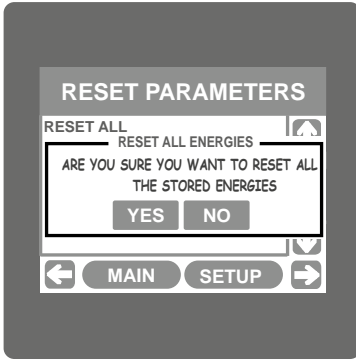 RESET PARAMETERS
RESET ALL
RESET ALL ENERGIES
ARE YOU SURE YOU WANT TO RESET ALL
THE STORED ENERGIES
YES NO
MAIN SETUP